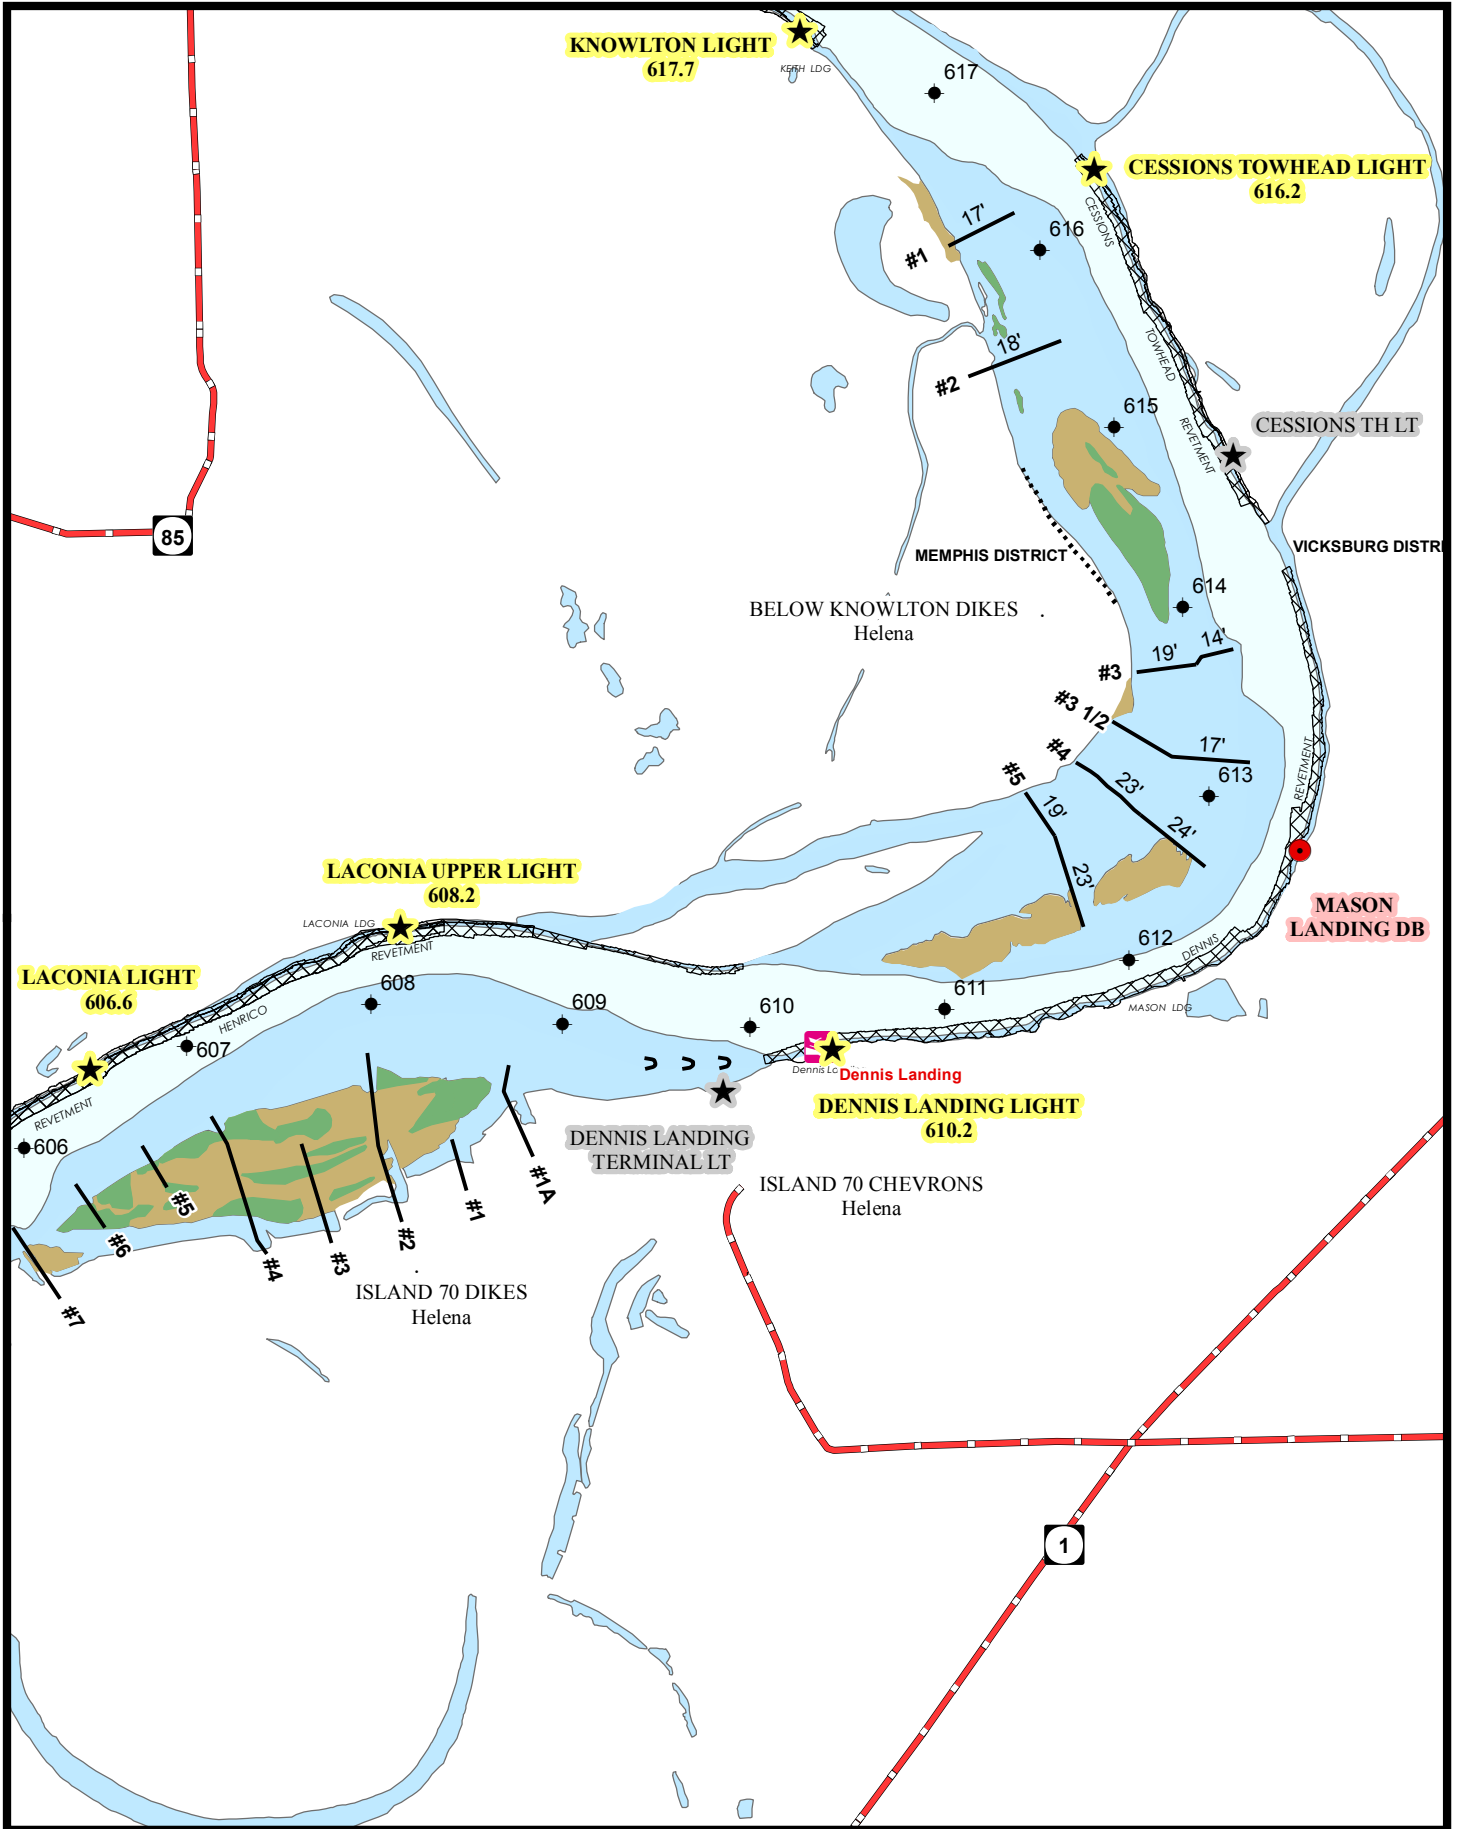 KNOWLTON LIGHT
617.7
KEITH LDG
617
CESSIONS TOWHEAD LIGHT
616.2
CESSIONS
17'
#1
616
18'
#2
TOWHEAD
615
REVETMENT
CESSIONS TH LT
85
MEMPHIS DISTRICT
VICKSBURG DISTRI
614
BELOW KNOWLTON DIKES
Helena
19'
14'
#3
#3 1/2
17'
#4
REVETMENT
#5
613
23'
19'
24'
23'
LACONIA UPPER LIGHT
608.2
LACONIA LDG
REVETMENT
MASON
LANDING DB
612
DENNIS
LACONIA LIGHT
606.6
608
611
MASON LDG
609
610
HENRICO
607
Dennis
Dennis Landing
REVETMENT
DENNIS LANDING LIGHT
610.2
606
DENNIS LANDING
TERMINAL LT
#1A
ISLAND 70 CHEVRONS
Helena
#1
#5
#2
#6
#3
#4
ISLAND 70 DIKES
Helena
#7
1